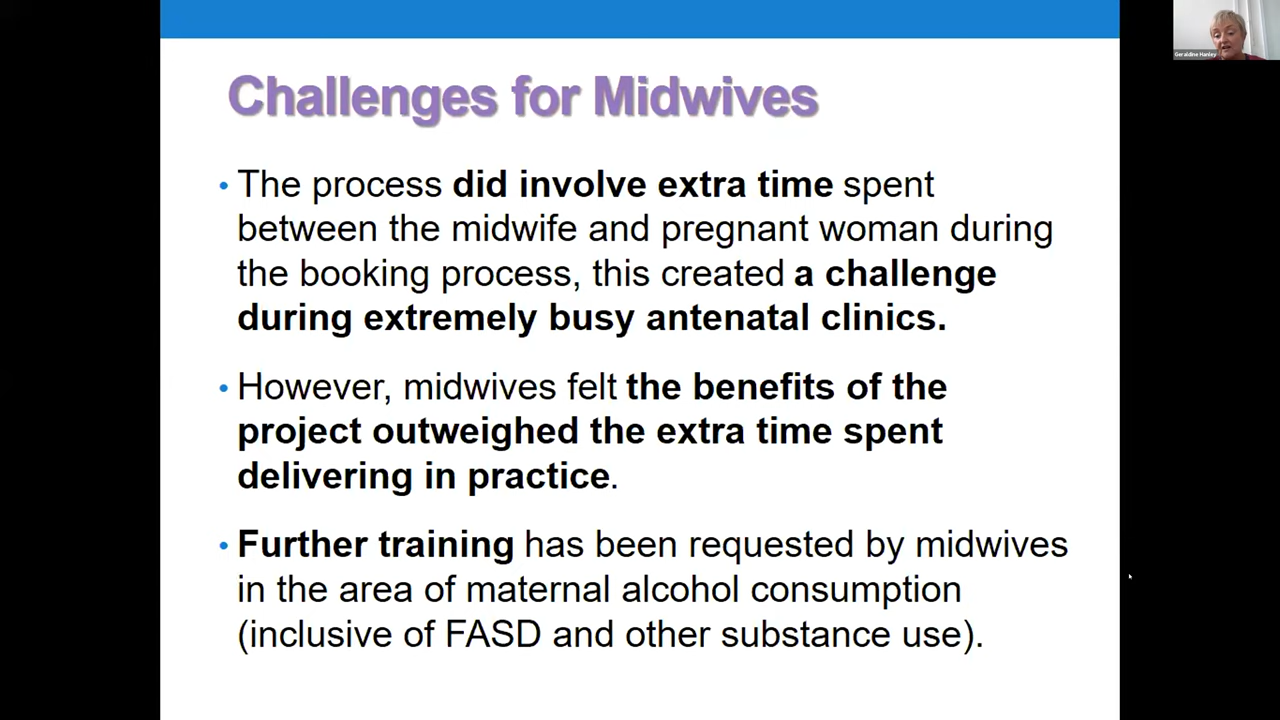 Geraldine Hanley
Challenges for Midwives
• The process did involve extra time spent
between the midwife and pregnant woman during
the booking process, this created a challenge
during extremely busy antenatal clinics.
• However, midwives felt the benefits of the
project outweighed the extra time spent
delivering in practice.
• Further training has been requested by midwives
in the area of maternal alcohol consumption
(inclusive of FASD and other substance use).